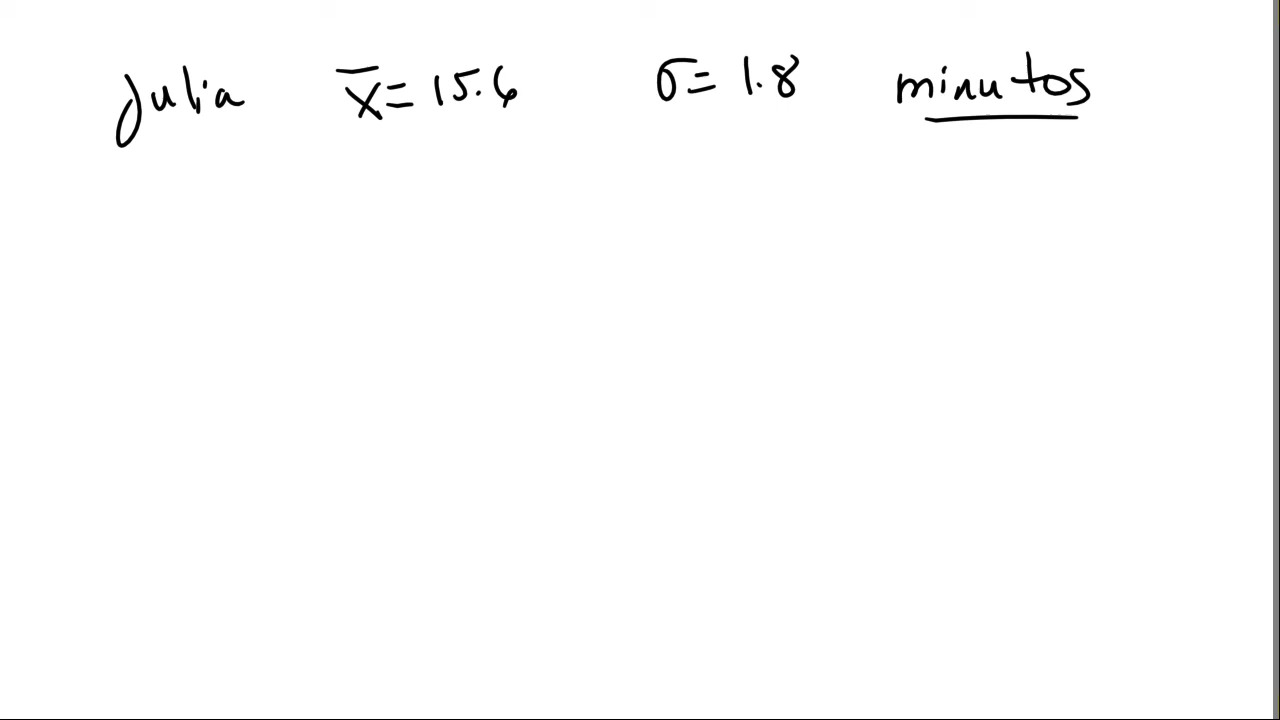 Julia x̄ = 15.6 σ = 1.8 minutos